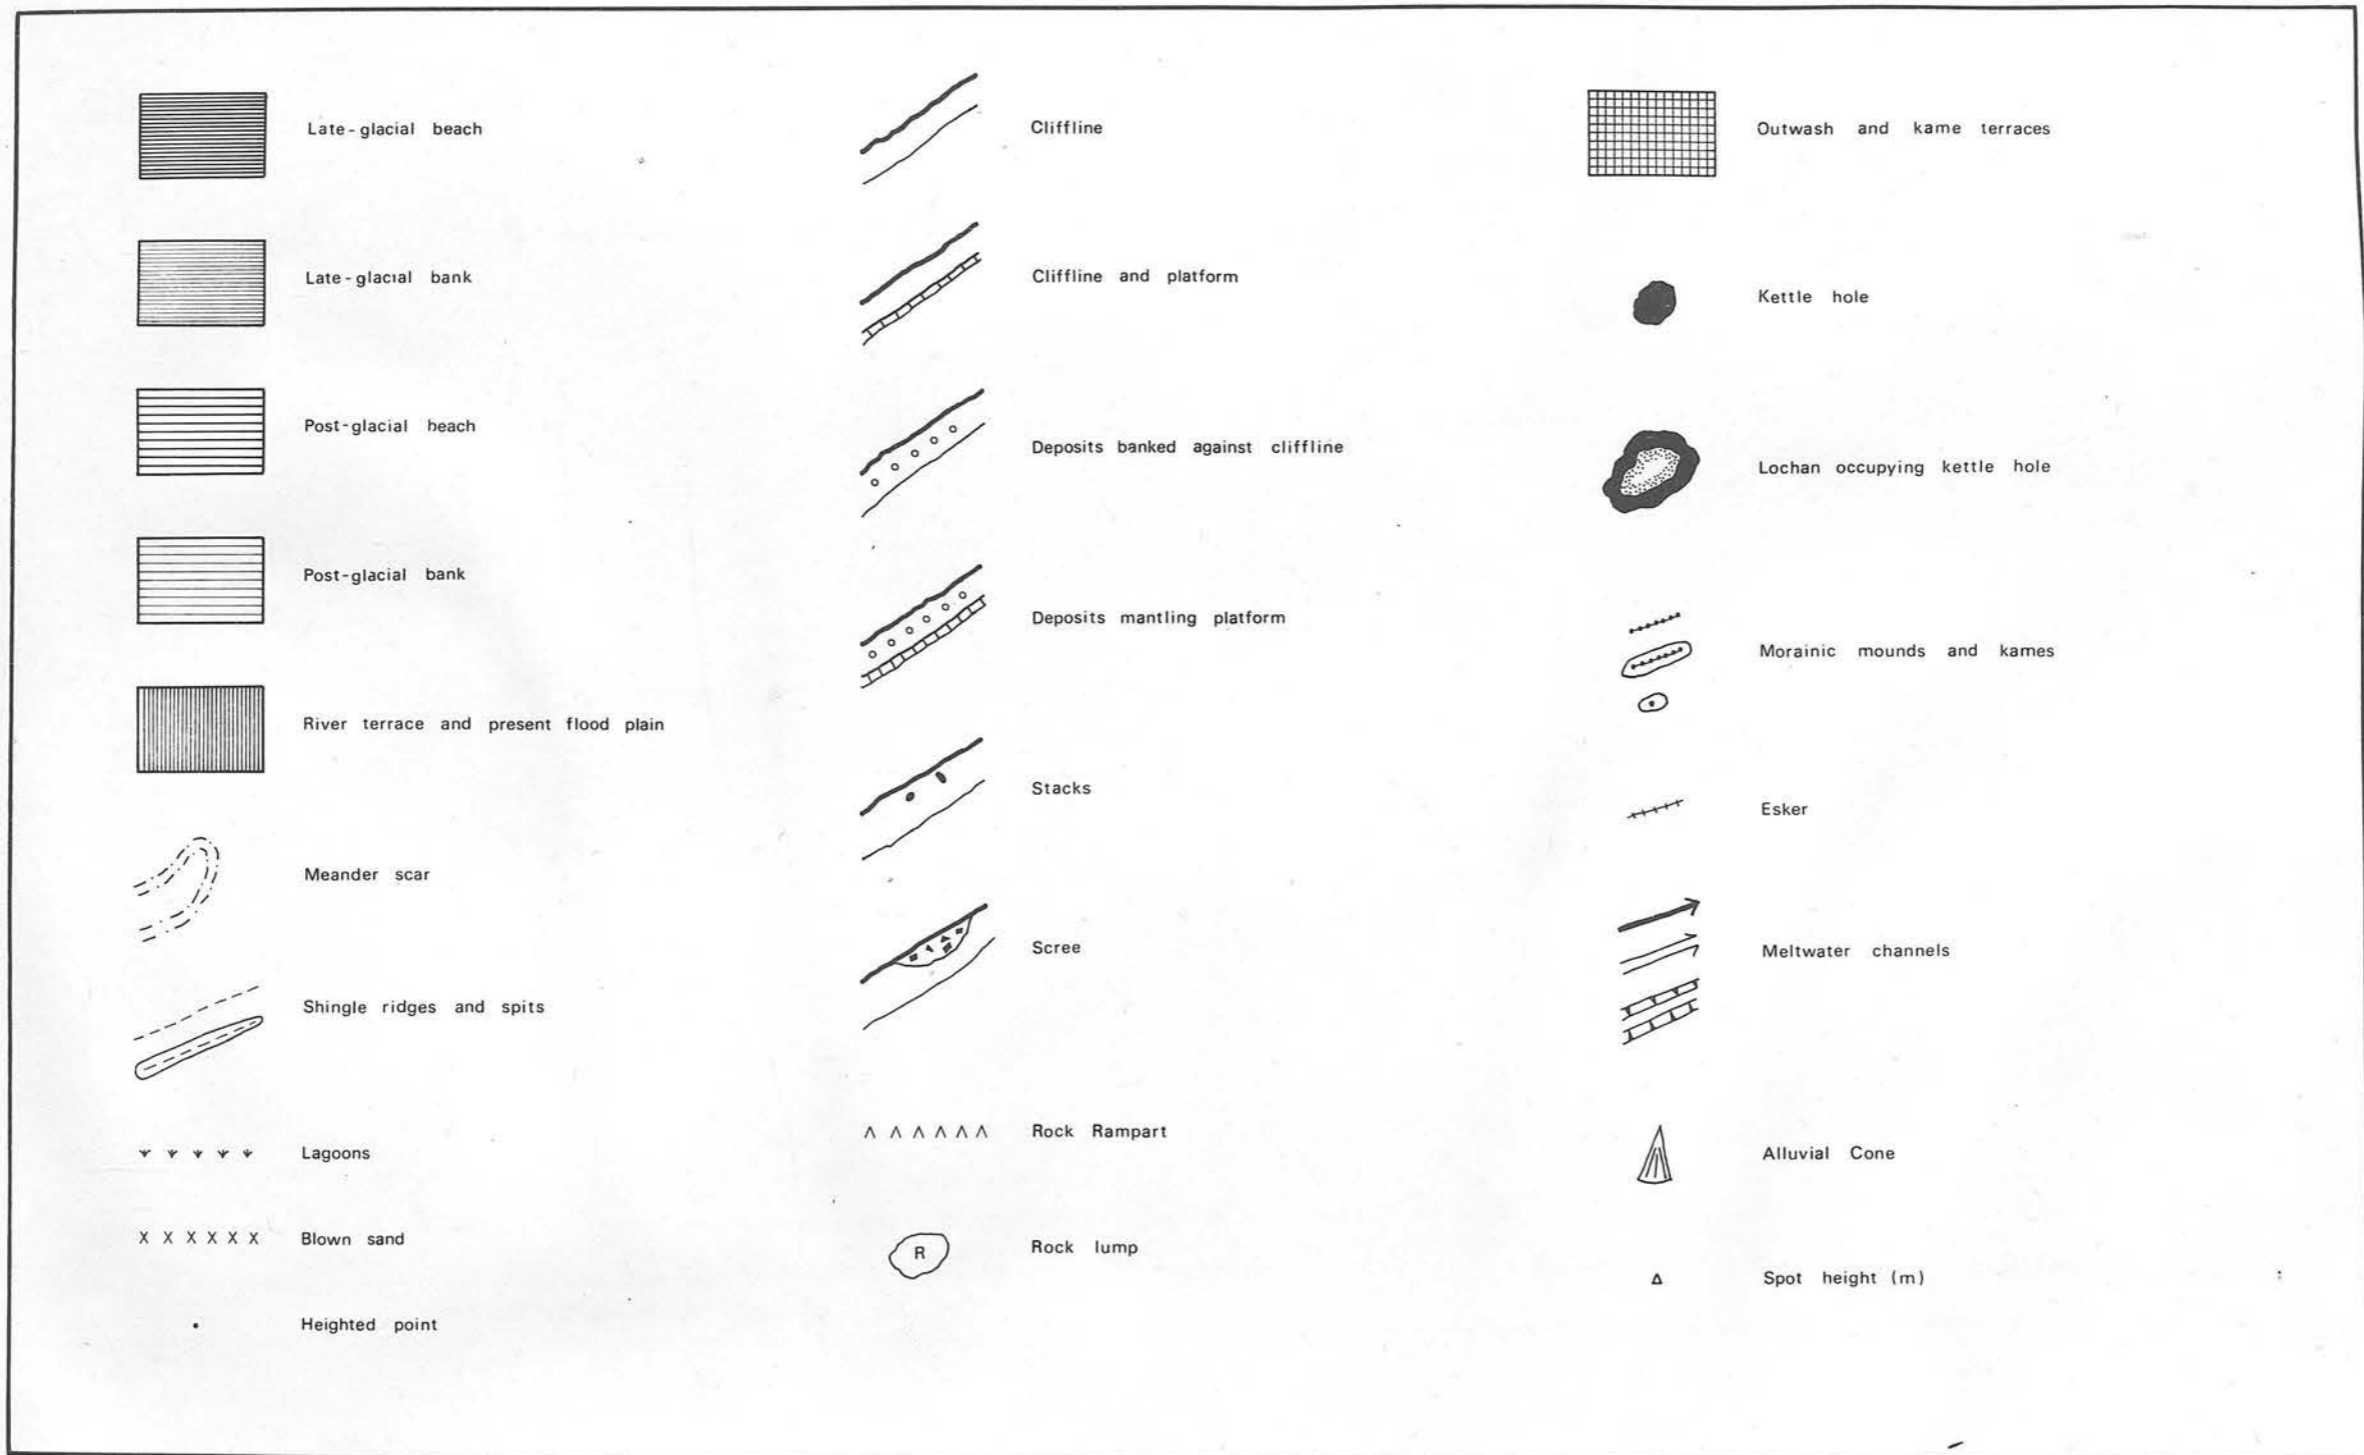 Late-glacial beach
Late-glacial bank
Post-glacial beach
Post-glacial bank
River terrace and present flood plain
Meander scar
Shingle ridges and spits
Lagoons
X X X X X X Blown sand
Heighted point
Cliffline
Cliffline and platform
Deposits banked against cliffline
Deposits mantling platform
Stacks
Scree
Rock Rampart
R Rock lump
Outwash and kame terraces
Kettle hole
Lochan occupying kettle hole
Morainic mounds and kames
Esker
Meltwater channels
Alluvial Cone
Spot height (m)